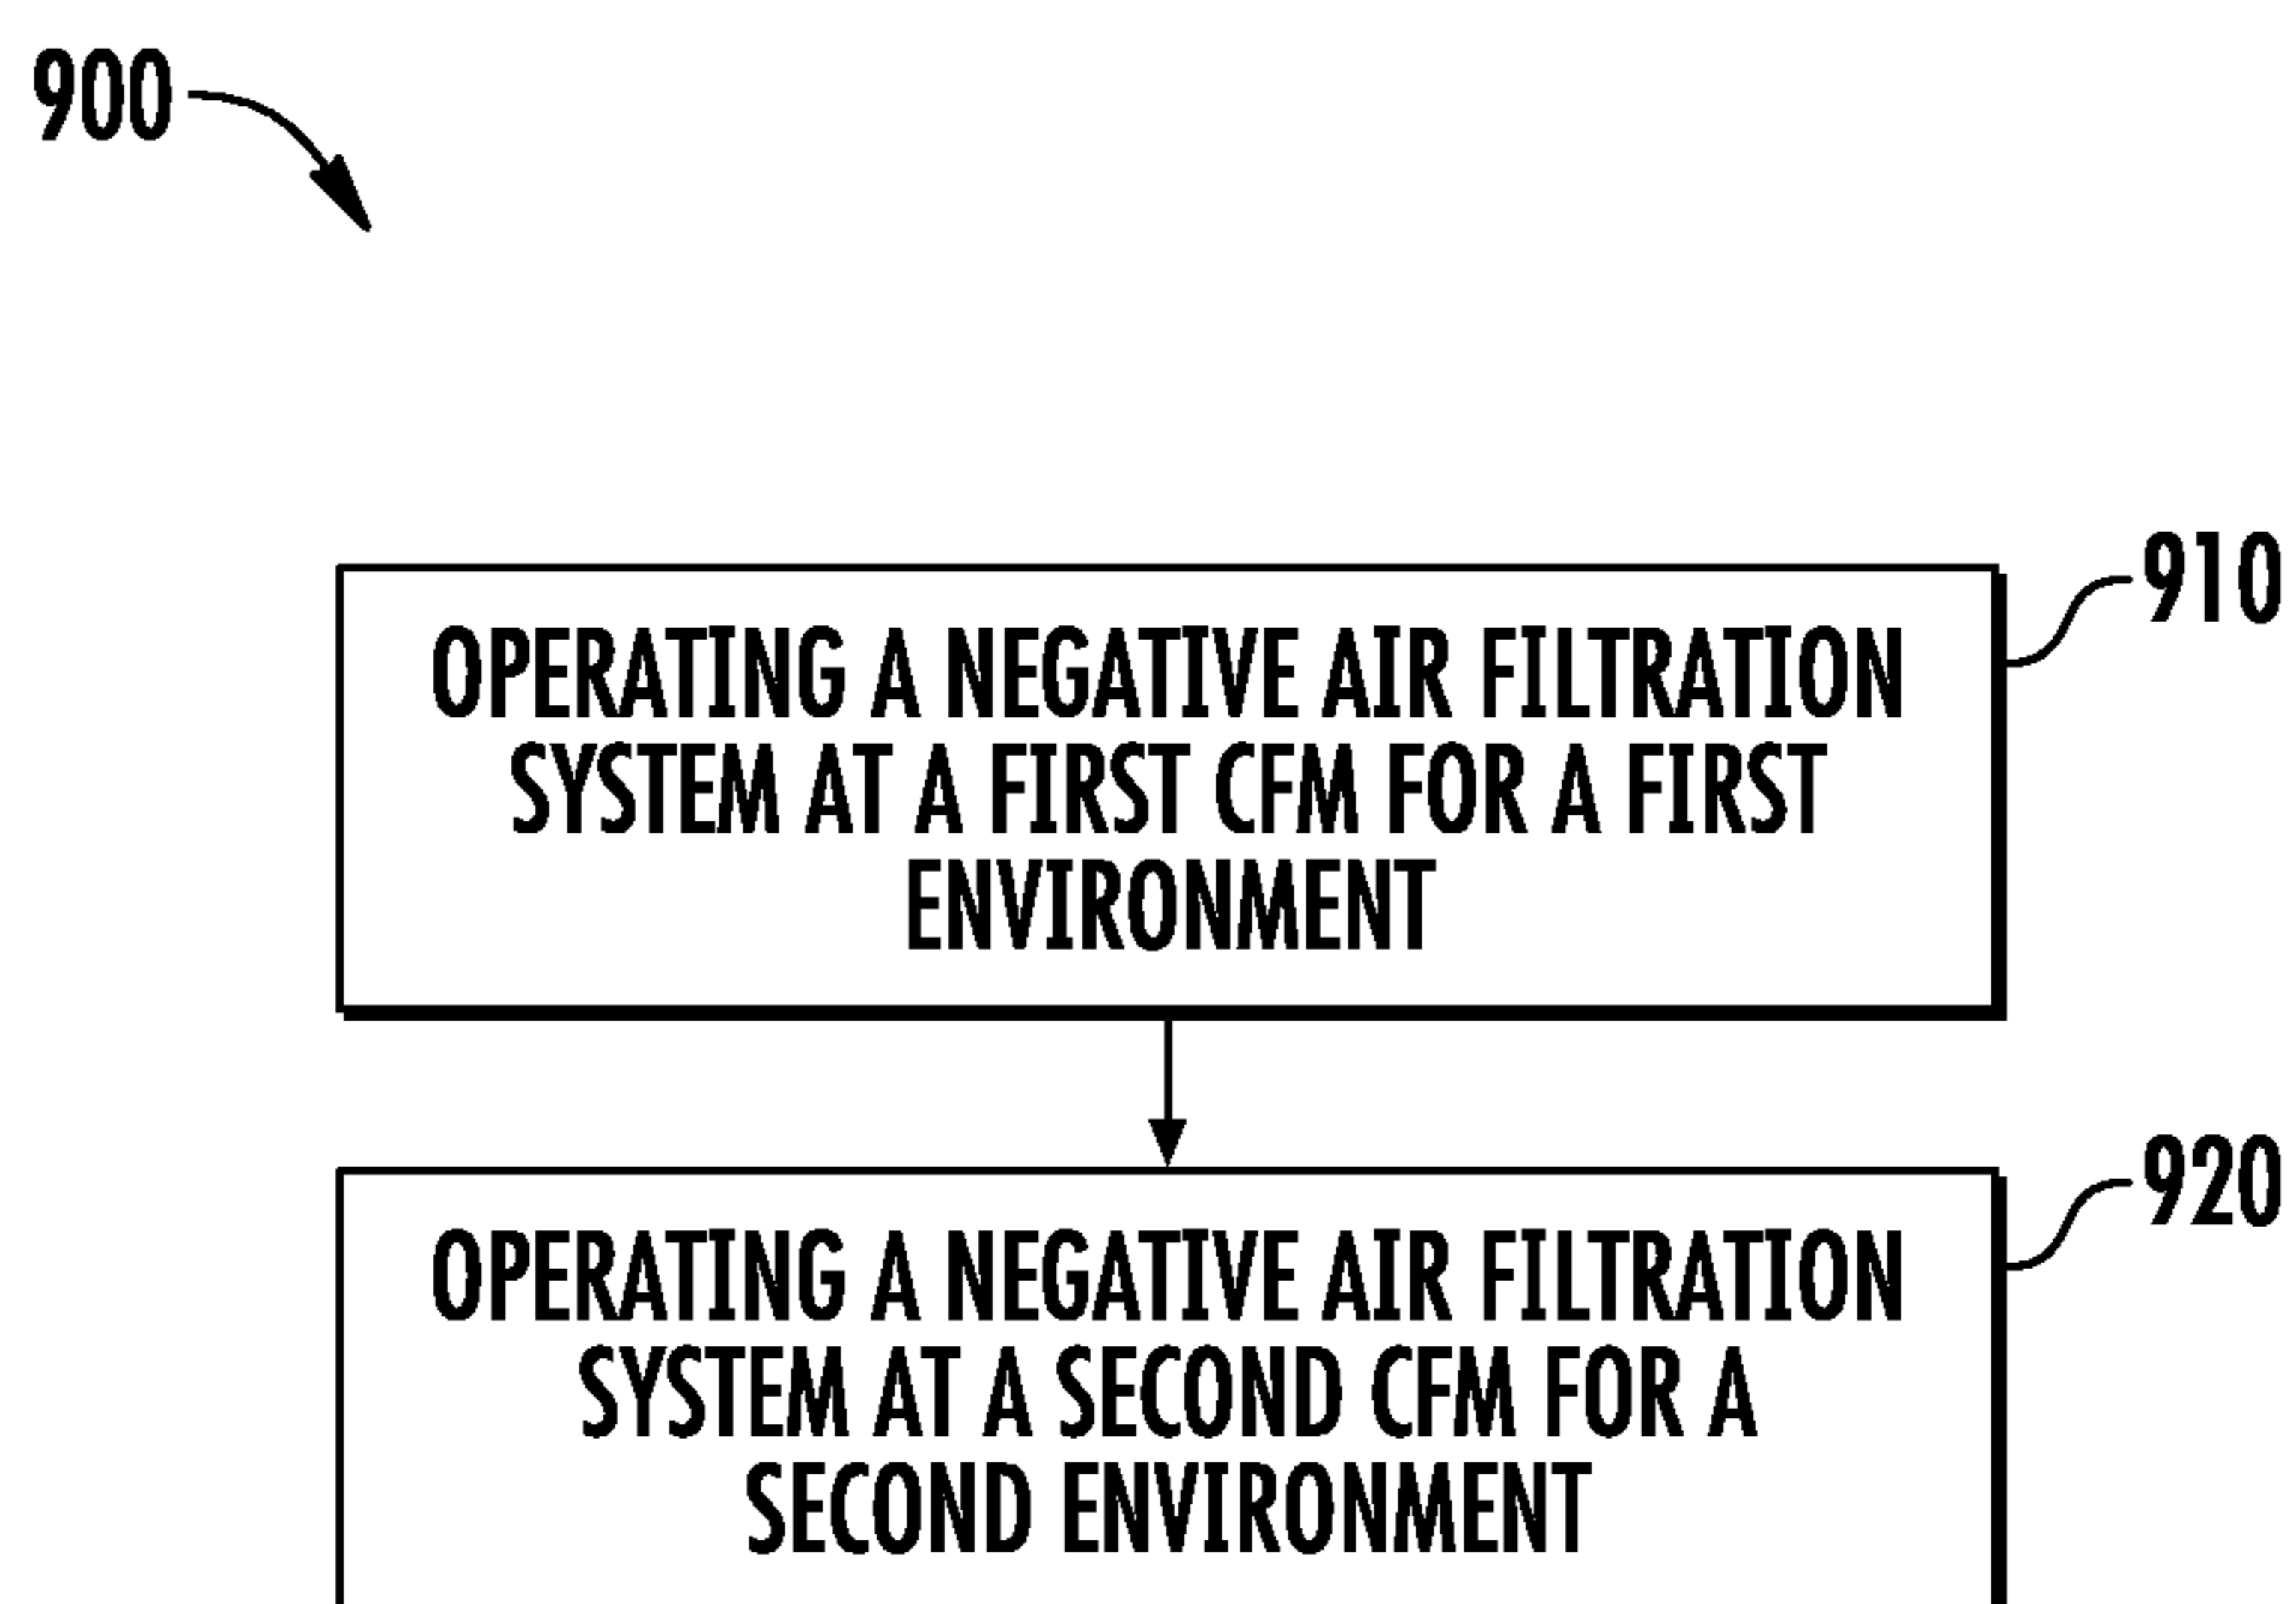 900
910
OPERATING A NEGATIVE AIR FILTRATION
SYSTEM AT A FIRST CFM FOR A FIRST
ENVIRONMENT
920
OPERATING A NEGATIVE AIR FILTRATION
SYSTEM AT A SECOND CFM FOR A
SECOND ENVIRONMENT